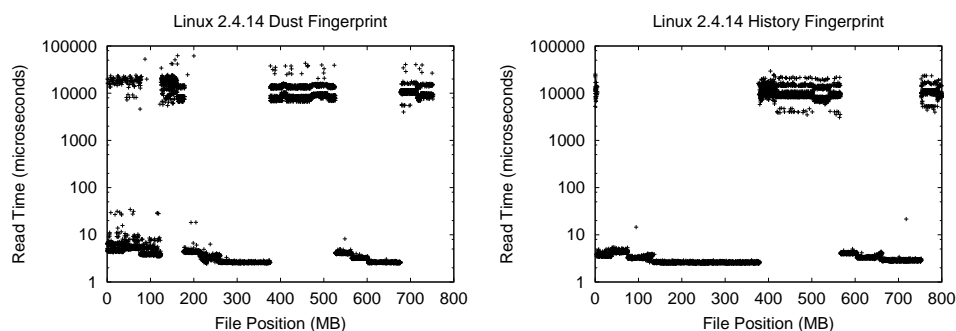 Linux 2.4.14 Dust Fingerprint
Read Time (microseconds)
100000
10000
1000
100
10
1
0 100 200 300 400 500 600 700 800
File Position (MB)
Linux 2.4.14 History Fingerprint
Read Time (microseconds)
100000
10000
1000
100
10
1
0 100 200 300 400 500 600 700 800
File Position (MB)